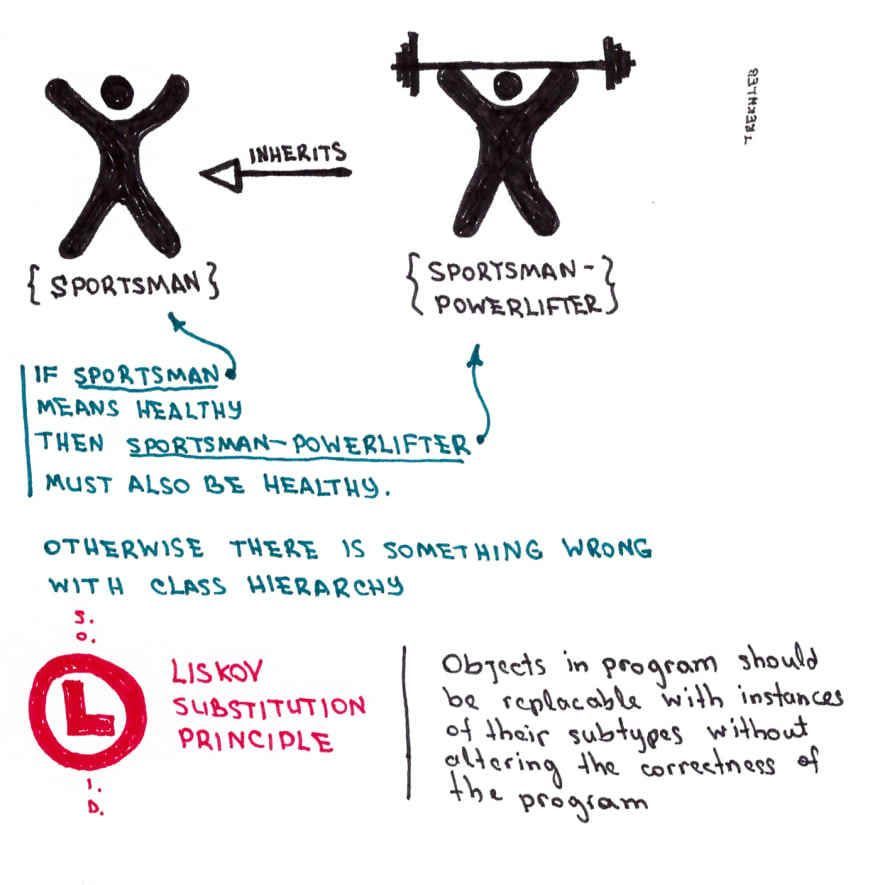 TREKHLEB
INHERITS
{ SPORTSMAN }
{ SPORTSMAN-
POWERLIFTER }
IF SPORTSMAN
MEANS HEALTHY
THEN SPORTSMAN-POWERLIFTER
MUST ALSO BE HEALTHY.
OTHERWISE THERE IS SOMETHING WRONG
WITH CLASS HIERARCHY
S.
O.
L
I.
D.
LISKOV
SUBSTITUTION
PRINCIPLE
Objects in program should
be replacable with instances
of their subtypes without
altering the correctness of
the program